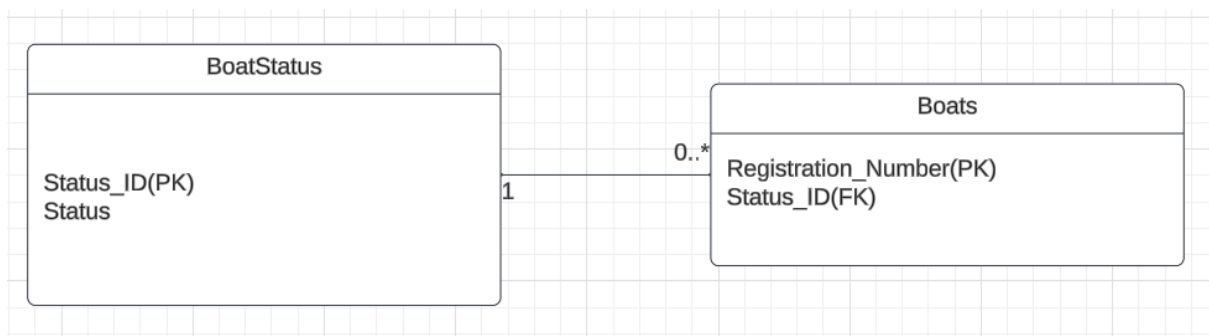 BoatStatus
Status_ID(PK)
Status
1
0..*
Boats
Registration_Number(PK)
Status_ID(FK)